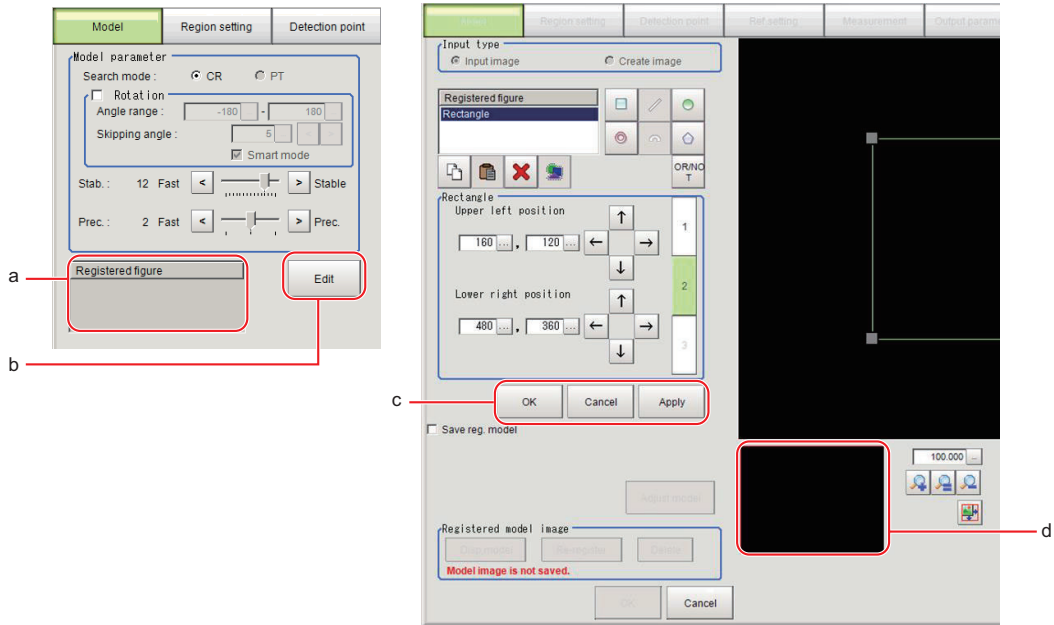 Model Region setting Detection point
Model parameter
Search mode : CR PT
Rotation
Angle range : -180 - 180
Skipping angle : 5 < >
Smart mode
Stab. : 12 Fast < > Stable
Prec. : 2 Fast < > Prec.
a
Registered figure
Edit
b
Model Region setting Detection point Ref setting Measurement Output parame
Input type
Input image Create image
Registered figure
Rectangle
OR/NO
T
Rectangle
Upper left position
160 ... , 120 ...
1
2
Lower right position
480 ... , 360 ...
3
c
OK Cancel Apply
Save reg. model
100.000 ...
Adjust model
d
Registered model image
Disp model Re-register Delete
Model image is not saved.
OK Cancel